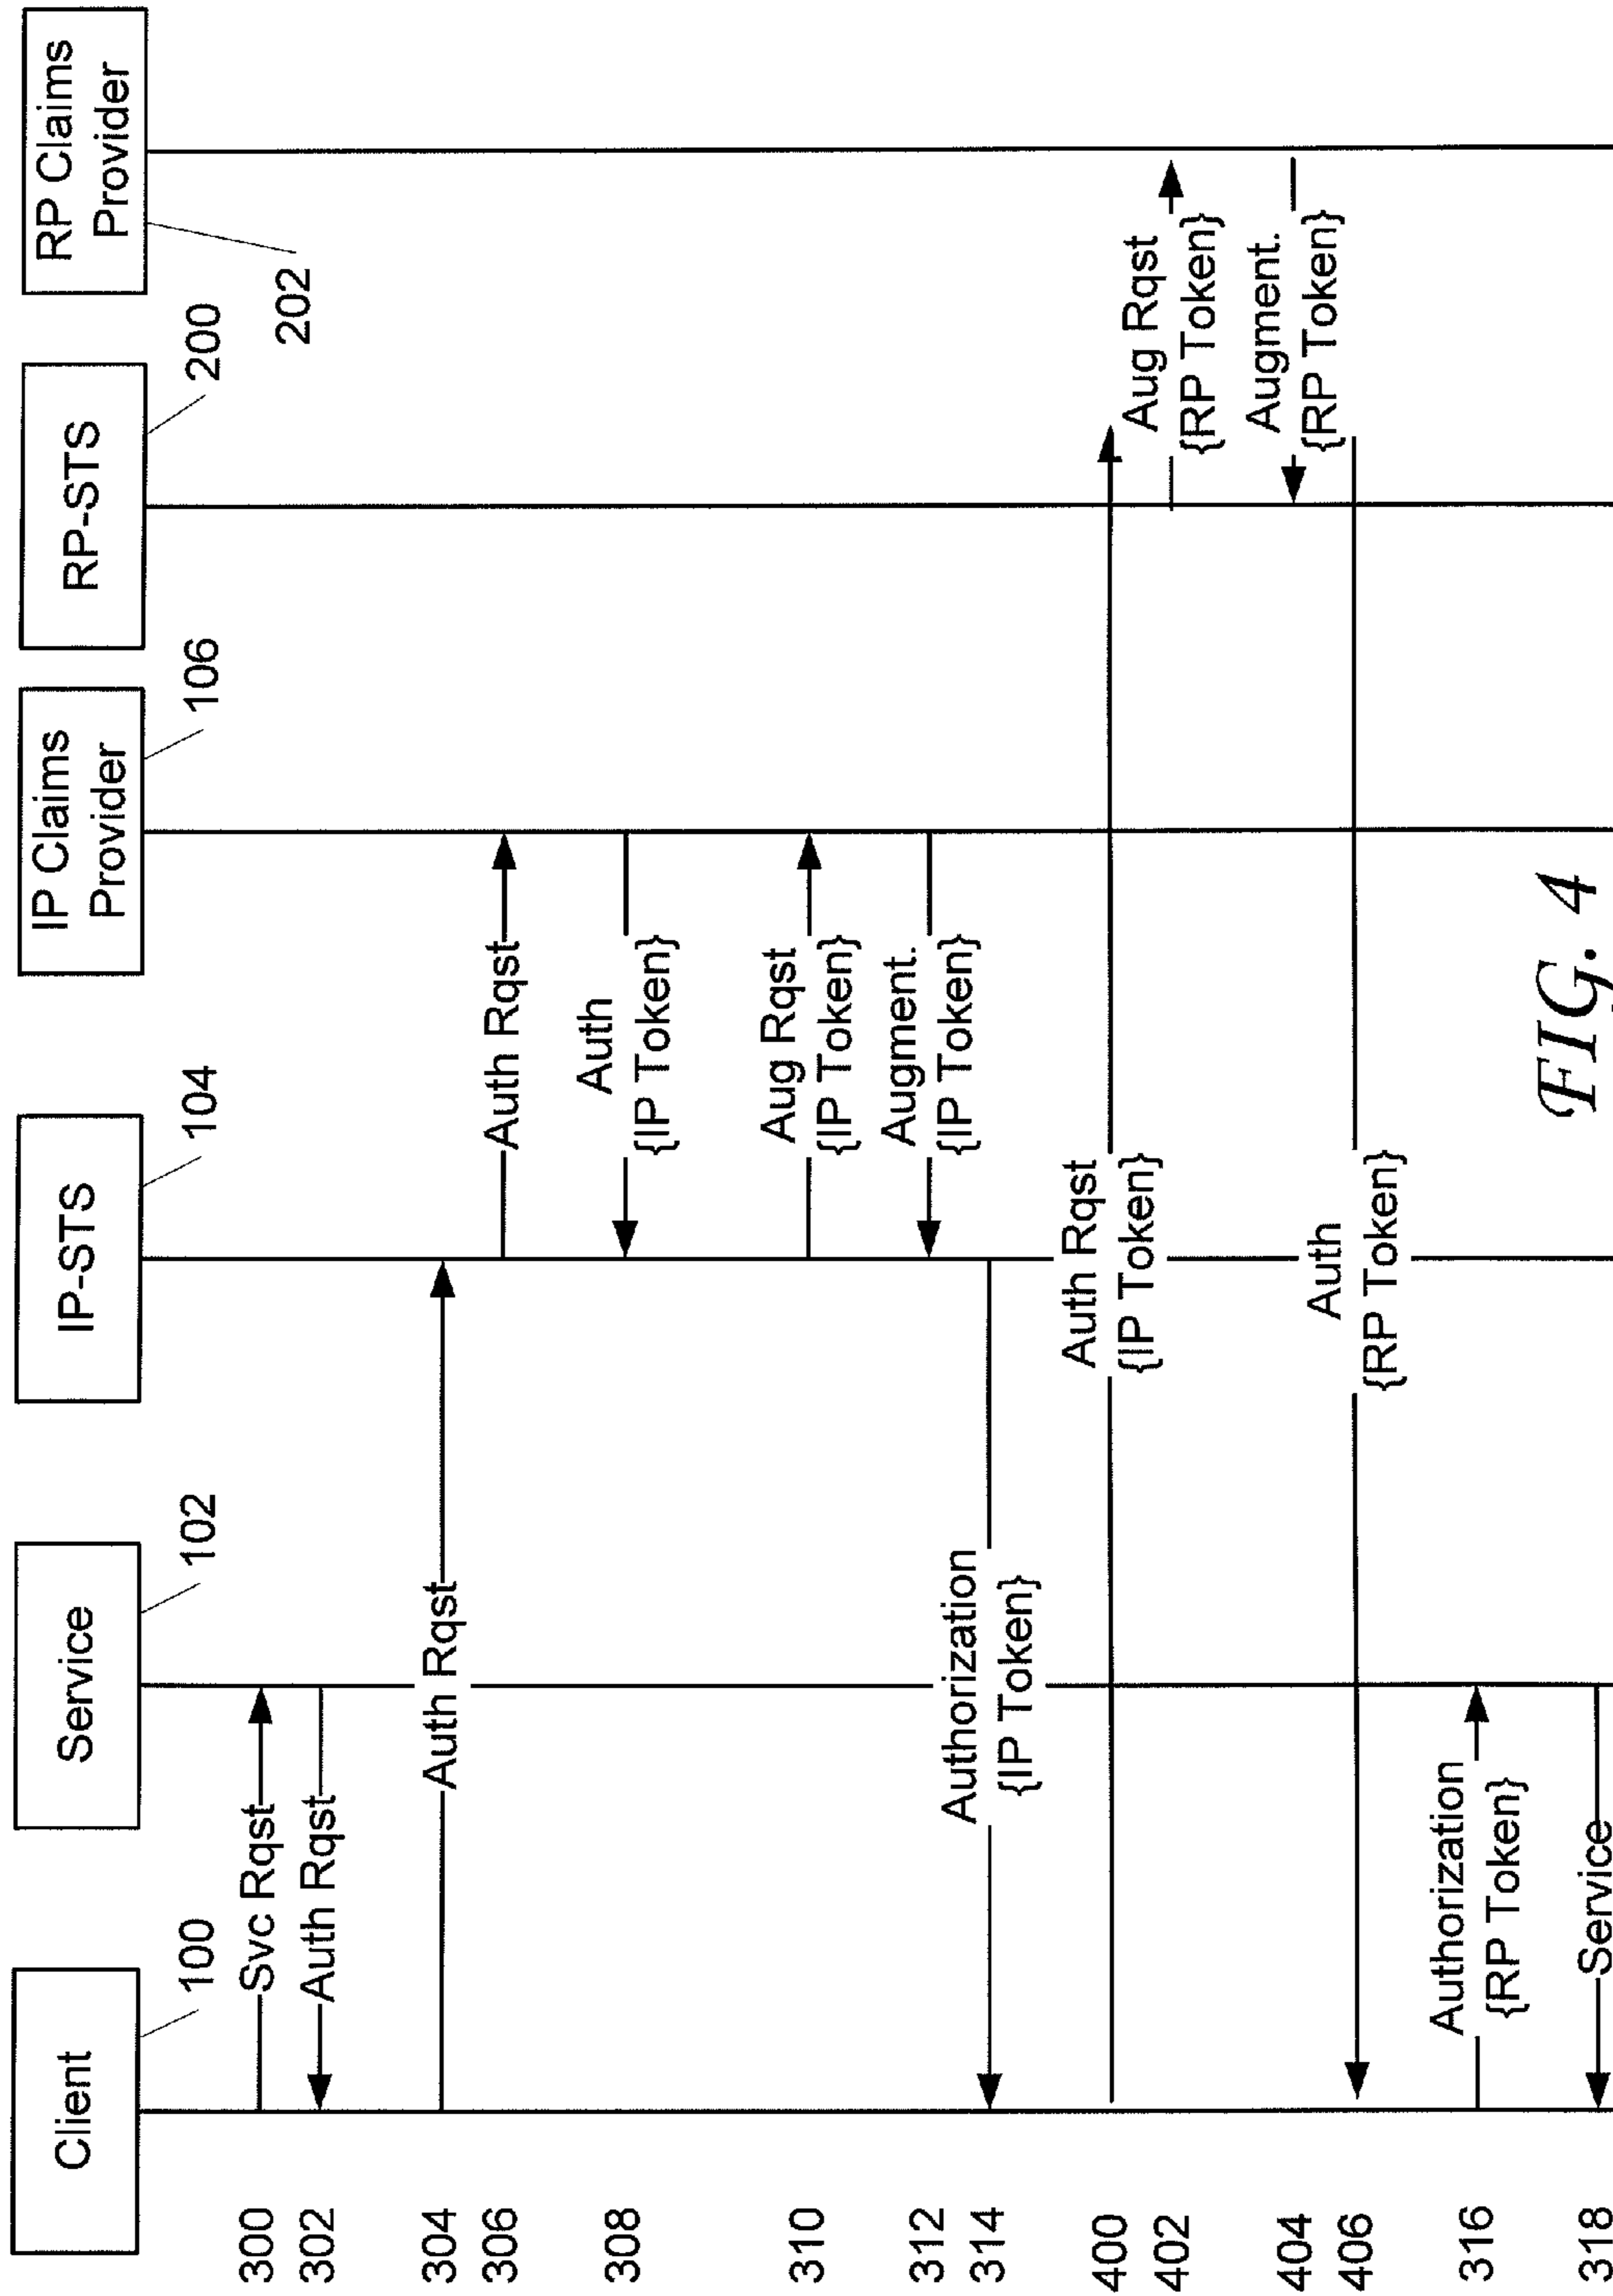 Client
100
Service
102
IP-STS
104
IP Claims
Provider
106
RP-STS
200
RP Claims
Provider
202
300
Svc Rqst
302
Auth Rqst
304
Auth Rqst
306
Auth Rqst
308
Auth
{IP Token}
310
Aug Rqst
{IP Token}
312
Augment.
{IP Token}
314
Authorization
{IP Token}
400
Auth Rqst
{IP Token}
402
Aug Rqst
{RP Token}
404
Augment.
{RP Token}
406
Auth
{RP Token}
316
Authorization
{RP Token}
318
Service
FIG. 4